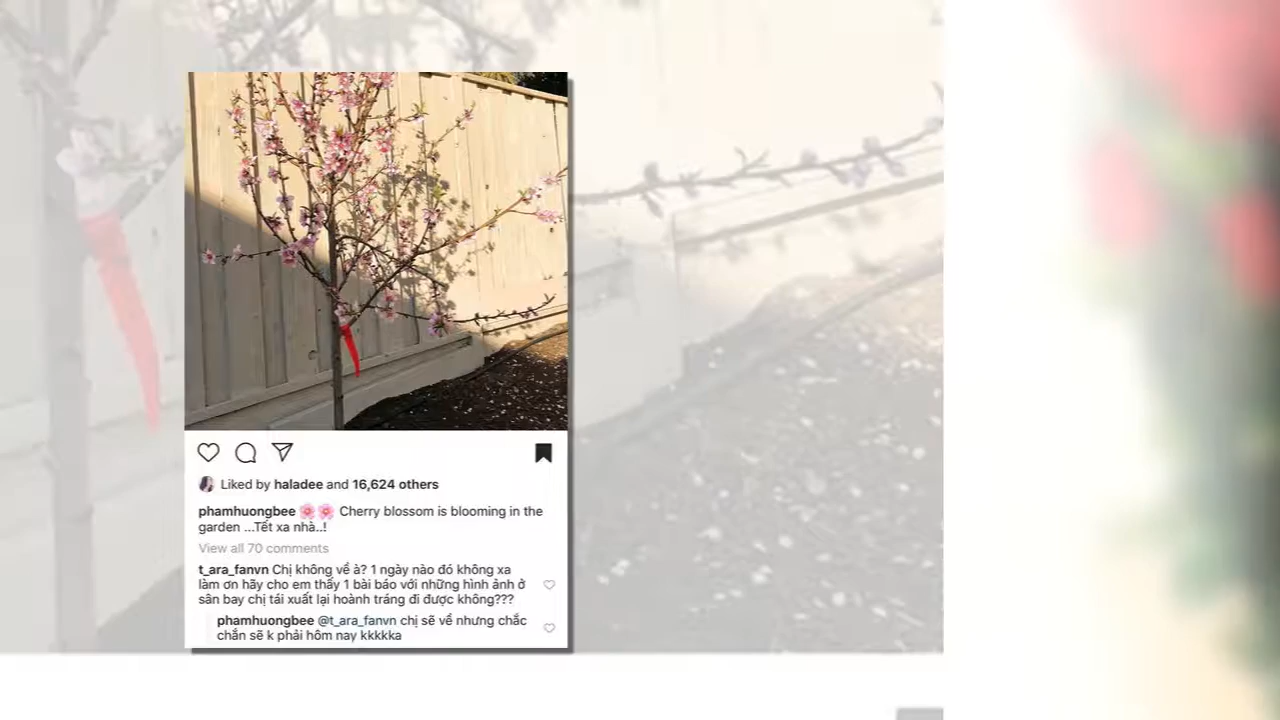 Liked by haladee and 16,624 others
phamhuongbee 🌸🌸 Cherry blossom is blooming in the
garden ...Tết xa nhà..!
View all 70 comments
t_ara_fanvn Chị không về à? 1 ngày nào đó không xa
làm ơn hãy cho em thấy 1 bài báo với những hình ảnh ở
sân bay chị tái xuất lại hoành tráng đi được không???
phamhuongbee @t_ara_fanvn chị sẽ về nhưng chắc
chắn sẽ k phải hôm nay kkkkka